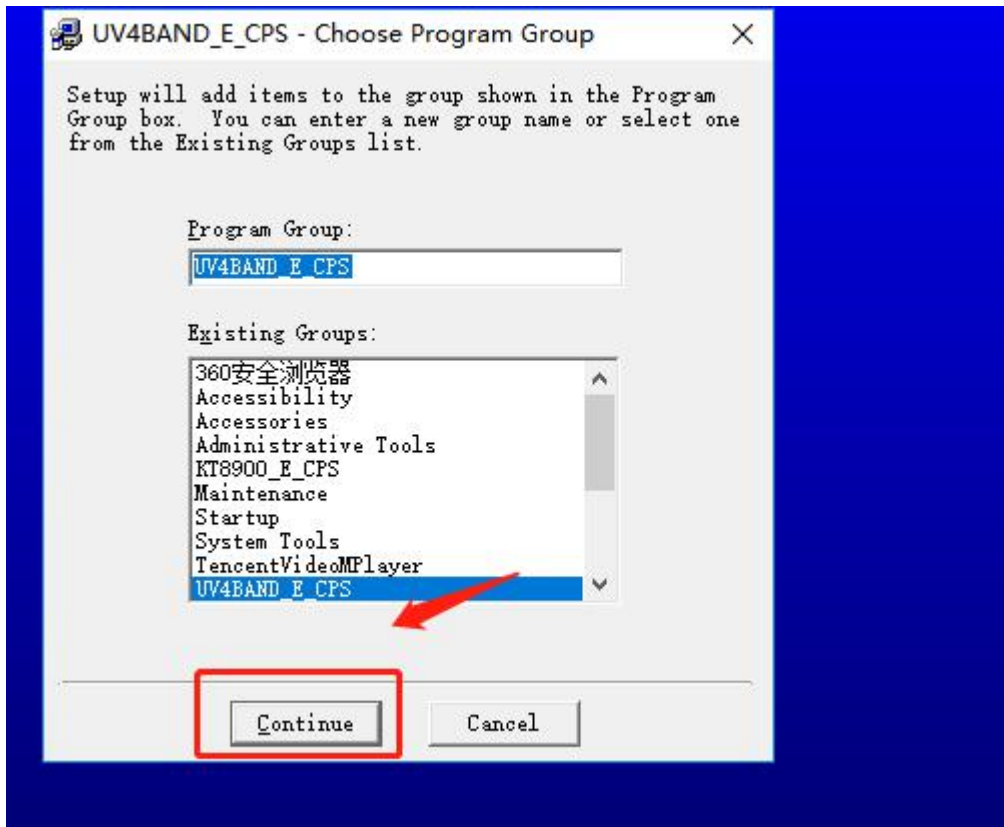 UV4BAND_E_CPS - Choose Program Group
Setup will add items to the group shown in the Program
Group box. You can enter a new group name or select one
from the Existing Groups list.
Program Group:
UV4BAND_E_CPS
Existing Groups:
360安全浏览器
Accessibility
Accessories
Administrative Tools
KT8900_E_CPS
Maintenance
Startup
System Tools
TencentVideoMPlayer
UV4BAND_E_CPS
Continue
Cancel